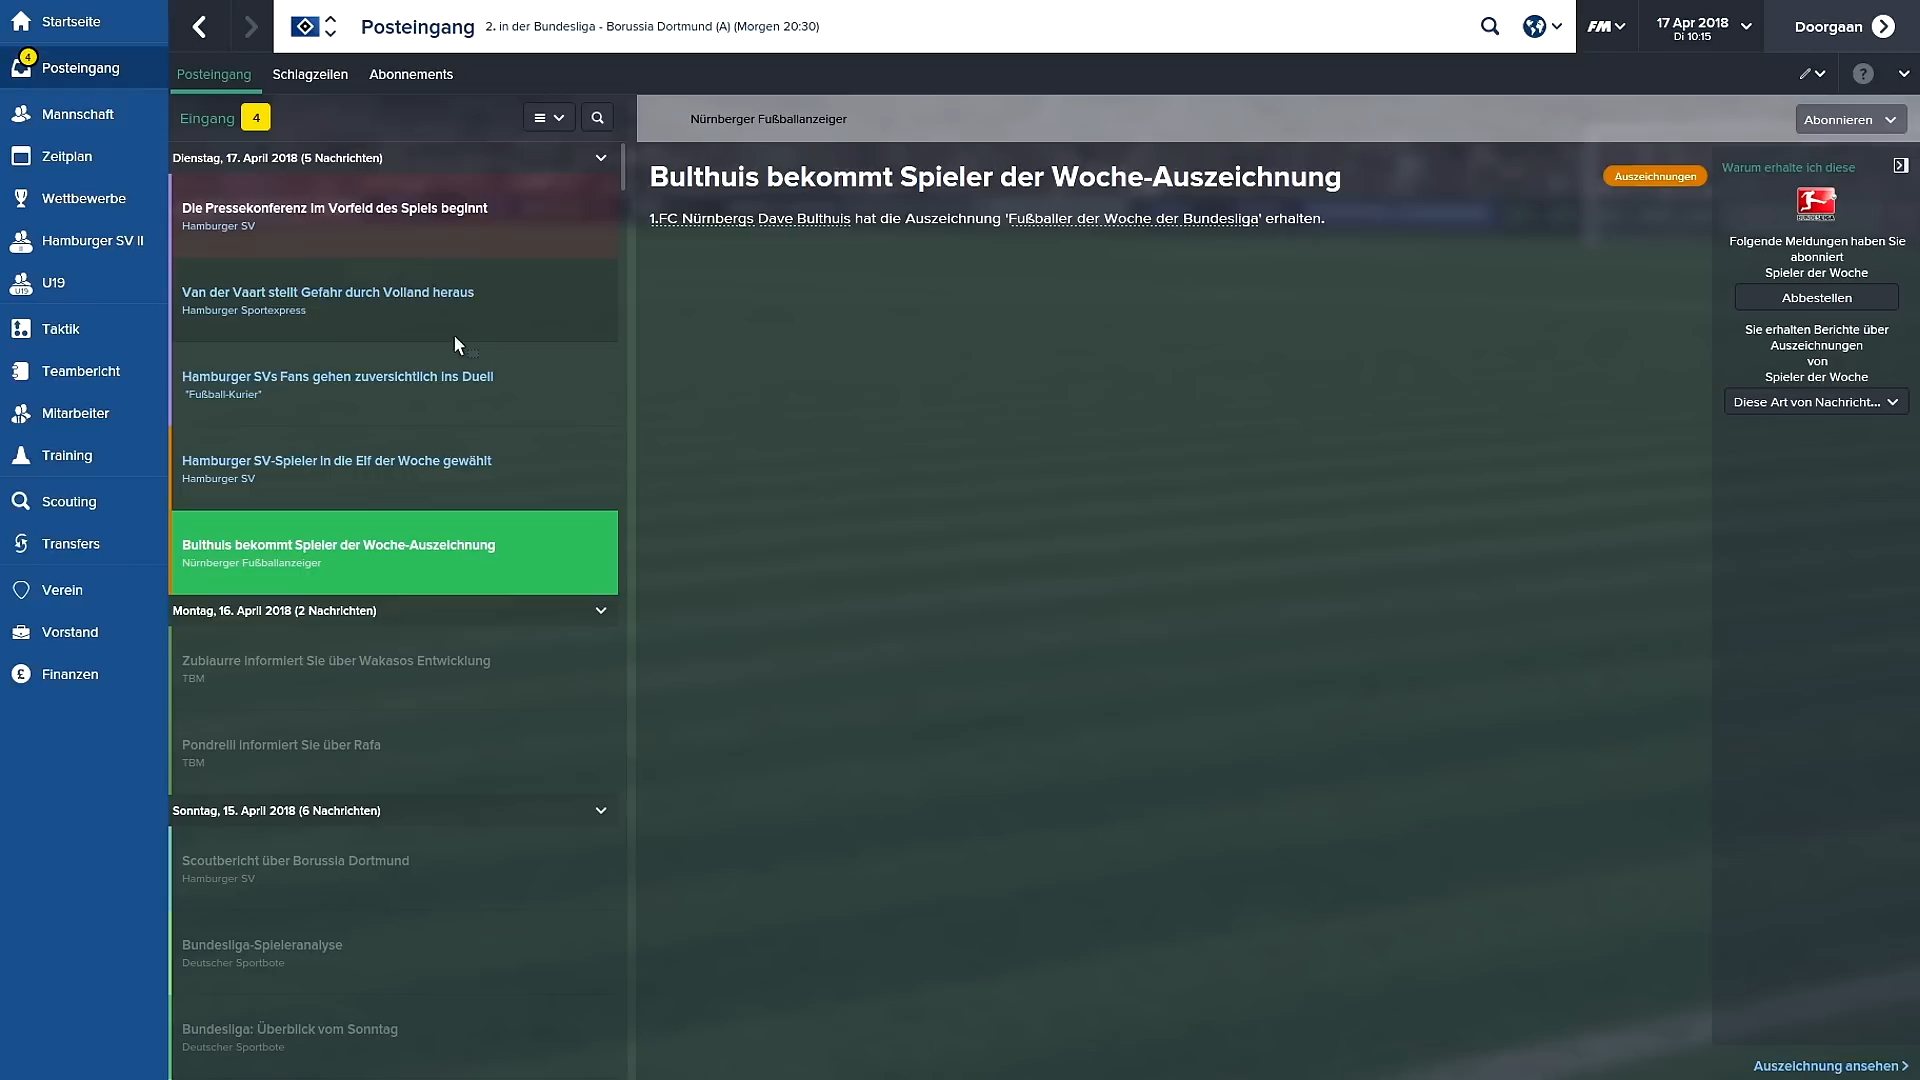 Startseite
4
Posteingang
Mannschaft
Zeitplan
Wettbewerbe
Hamburger SV II
U19
U19
Taktik
Teambericht
Mitarbeiter
Training
Scouting
Transfers
Verein
Vorstand
Finanzen
Posteingang
2. in der Bundesliga - Borussia Dortmund (A) (Morgen 20:30)
FM
17 Apr 2018
Di 10:15
Doorgaan
Posteingang
Schlagzeilen
Abonnements
?
Eingang
4
Dienstag, 17. April 2018 (5 Nachrichten)
Die Pressekonferenz im Vorfeld des Spiels beginnt
Hamburger SV
Van der Vaart stellt Gefahr durch Volland heraus
Hamburger Sportexpress
Hamburger SVs Fans gehen zuversichtlich ins Duell
"Fußball-Kurier"
Hamburger SV-Spieler in die Elf der Woche gewählt
Hamburger SV
Bulthuis bekommt Spieler der Woche-Auszeichnung
Nürnberger Fußballanzeiger
Montag, 16. April 2018 (2 Nachrichten)
Zubiaurre informiert Sie über Wakasos Entwicklung
TBM
Pondrelli informiert Sie über Rafa
TBM
Sonntag, 15. April 2018 (6 Nachrichten)
Scoutbericht über Borussia Dortmund
Hamburger SV
Bundesliga-Spieleranalyse
Deutscher Sportbote
Bundesliga: Überblick vom Sonntag
Deutscher Sportbote
Nürnberger Fußballanzeiger
Abonnieren
Bulthuis bekommt Spieler der Woche-Auszeichnung
Auszeichnungen
1.FC Nürnbergs Dave Bulthuis hat die Auszeichnung 'Fußballer der Woche der Bundesliga' erhalten.
Warum erhalte ich diese
BUNDESLIGA
Folgende Meldungen haben Sie
abonniert
Spieler der Woche
Abbestellen
Sie erhalten Berichte über
Auszeichnungen
von
Spieler der Woche
Diese Art von Nachricht...
Auszeichnung ansehen >